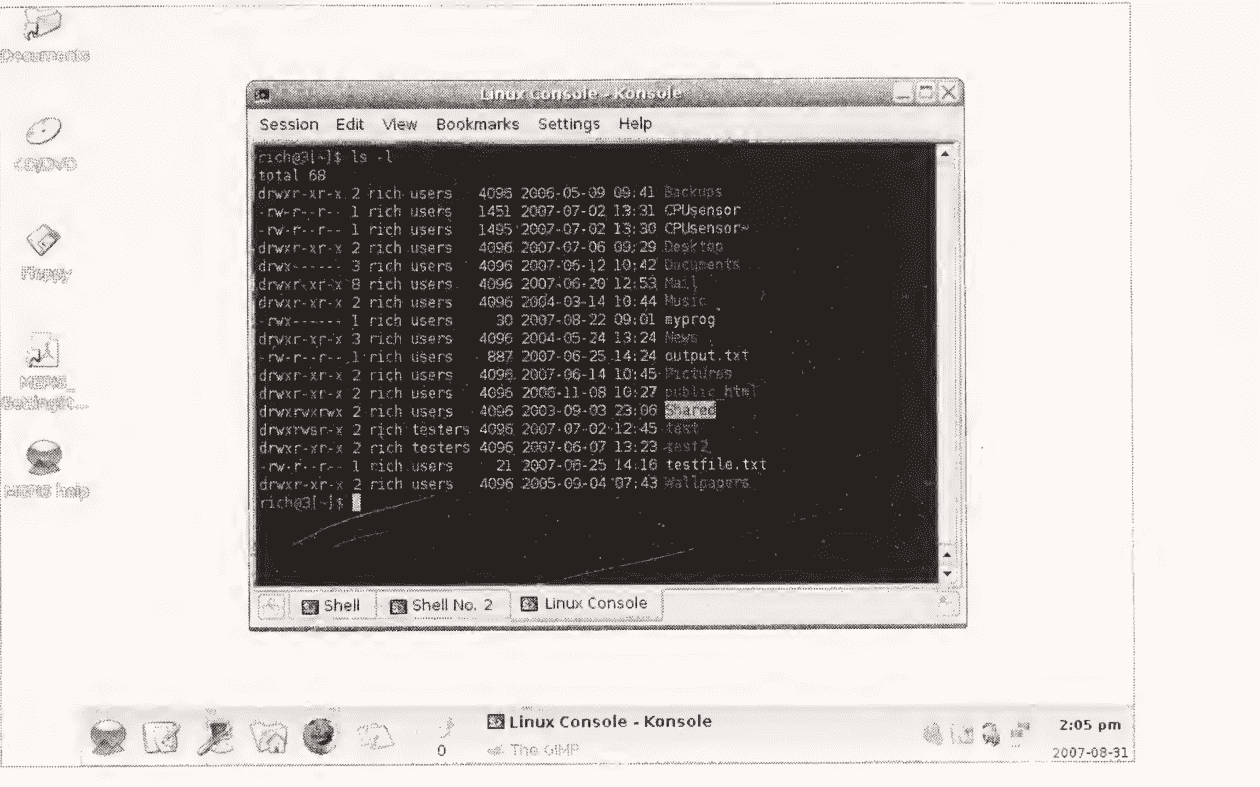 Documents
CD/DVD
Floppy
MEPIS_
MEPIS help
Linux Console - Konsole
Session Edit View Bookmarks Settings Help
rich@3[~]$ ls -l
total 68
drwxr-xr-x 2 rich users 4096 2006-05-09 09:41 Backups
-rw-r--r-- 1 rich users 1451 2007-07-02 13:31 CPUsensor
-rw-r--r-- 1 rich users 1495 2007-07-02 13:30 CPUsensor~
drwxr-xr-x 2 rich users 4096 2007-07-06 09:29 Desktop
drwx------ 3 rich users 4096 2007-06-12 10:42 Documents
drwxr-xr-x 8 rich users 4096 2007-06-20 12:53 Mail
drwxr-xr-x 2 rich users 4096 2004-03-14 10:44 Music
-rwx------ 1 rich users 30 2007-08-22 09:01 myprog
drwxr-xr-x 3 rich users 4096 2004-05-24 13:24 News
-rw-r--r-- 1 rich users 887 2007-06-25 14:24 output.txt
drwxr-xr-x 2 rich users 4096 2007-06-14 10:45 Pictures
drwxr-xr-x 2 rich users 4096 2006-11-08 10:27 public_html
drwxrwxrwx 2 rich users 4096 2003-09-03 23:06 Shared
drwxrwsr-x 2 rich testers 4096 2007-07-02 12:45 test
drwxr-xr-x 2 rich testers 4096 2007-06-07 13:23 test2
-rw-r--r-- 1 rich users 21 2007-06-25 14:16 testfile.txt
drwxr-xr-x 2 rich users 4096 2005-09-04 07:43 Wallpapers
rich@3[~]$
Shell Shell No. 2 Linux Console
0
Linux Console - Konsole
The GIMP
2:05 pm
2007-08-31